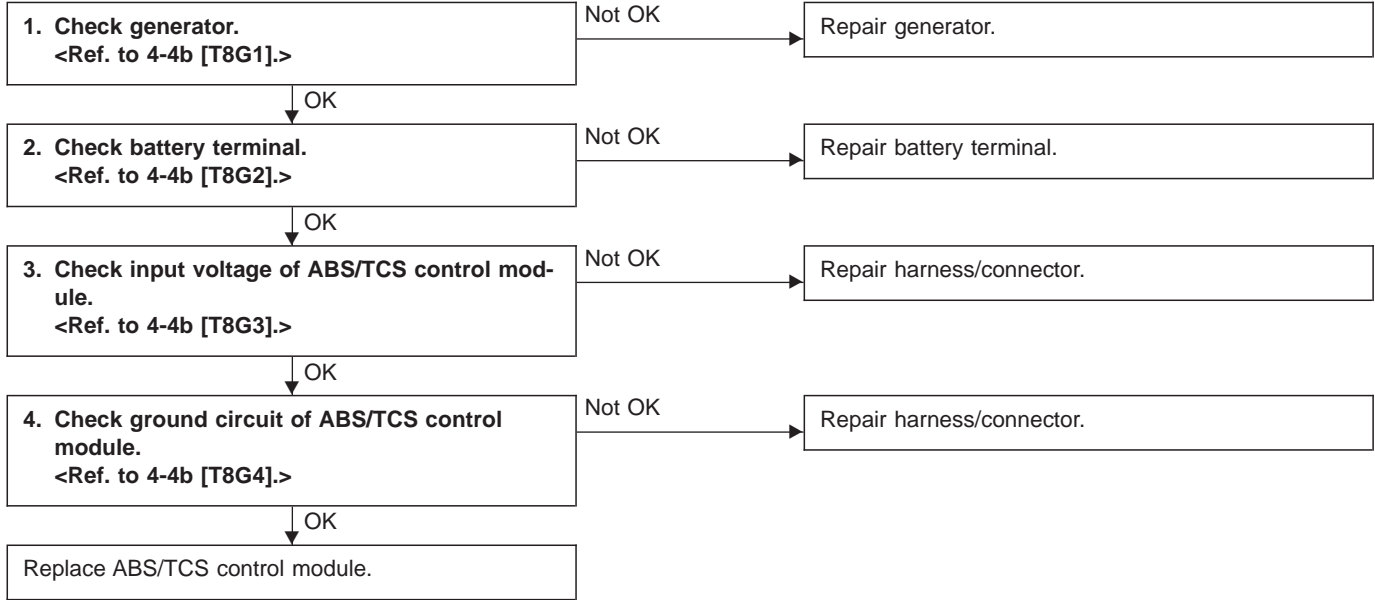 1. Check generator.
<Ref. to 4-4b [T8G1].>
Not OK
Repair generator.
OK
2. Check battery terminal.
<Ref. to 4-4b [T8G2].>
Not OK
Repair battery terminal.
OK
3. Check input voltage of ABS/TCS control mod-
ule.
<Ref. to 4-4b [T8G3].>
Not OK
Repair harness/connector.
OK
4. Check ground circuit of ABS/TCS control
module.
<Ref. to 4-4b [T8G4].>
Not OK
Repair harness/connector.
OK
Replace ABS/TCS control module.